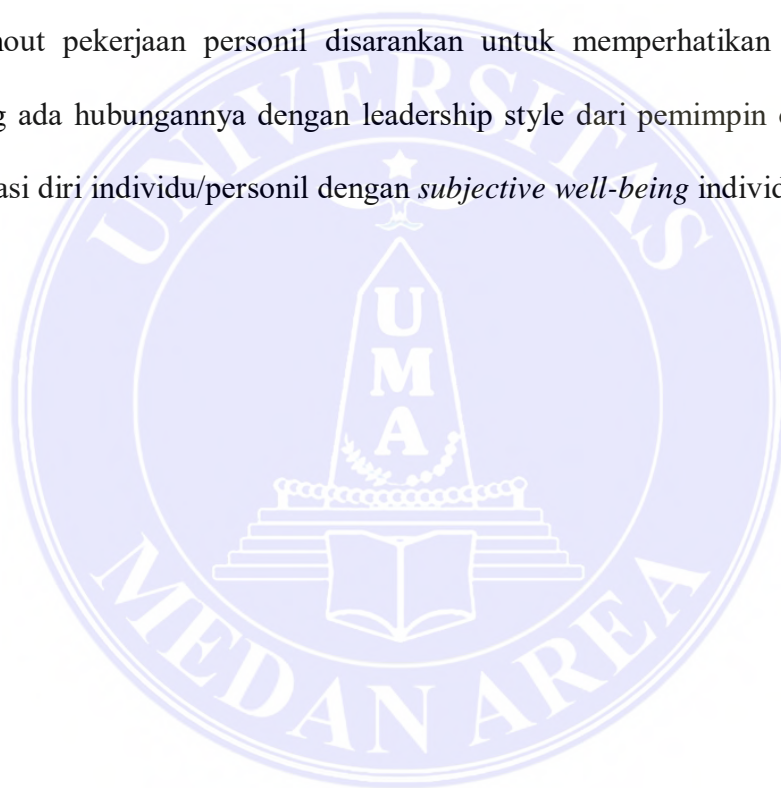 nout pekerjaan personil disarankan untuk memperhatikan
g ada hubungannya dengan leadership style dari pemimpin
asi diri individu/personil dengan subjective well-being individ
UNIVERSITAS
U
M
A
MEDAN AREA